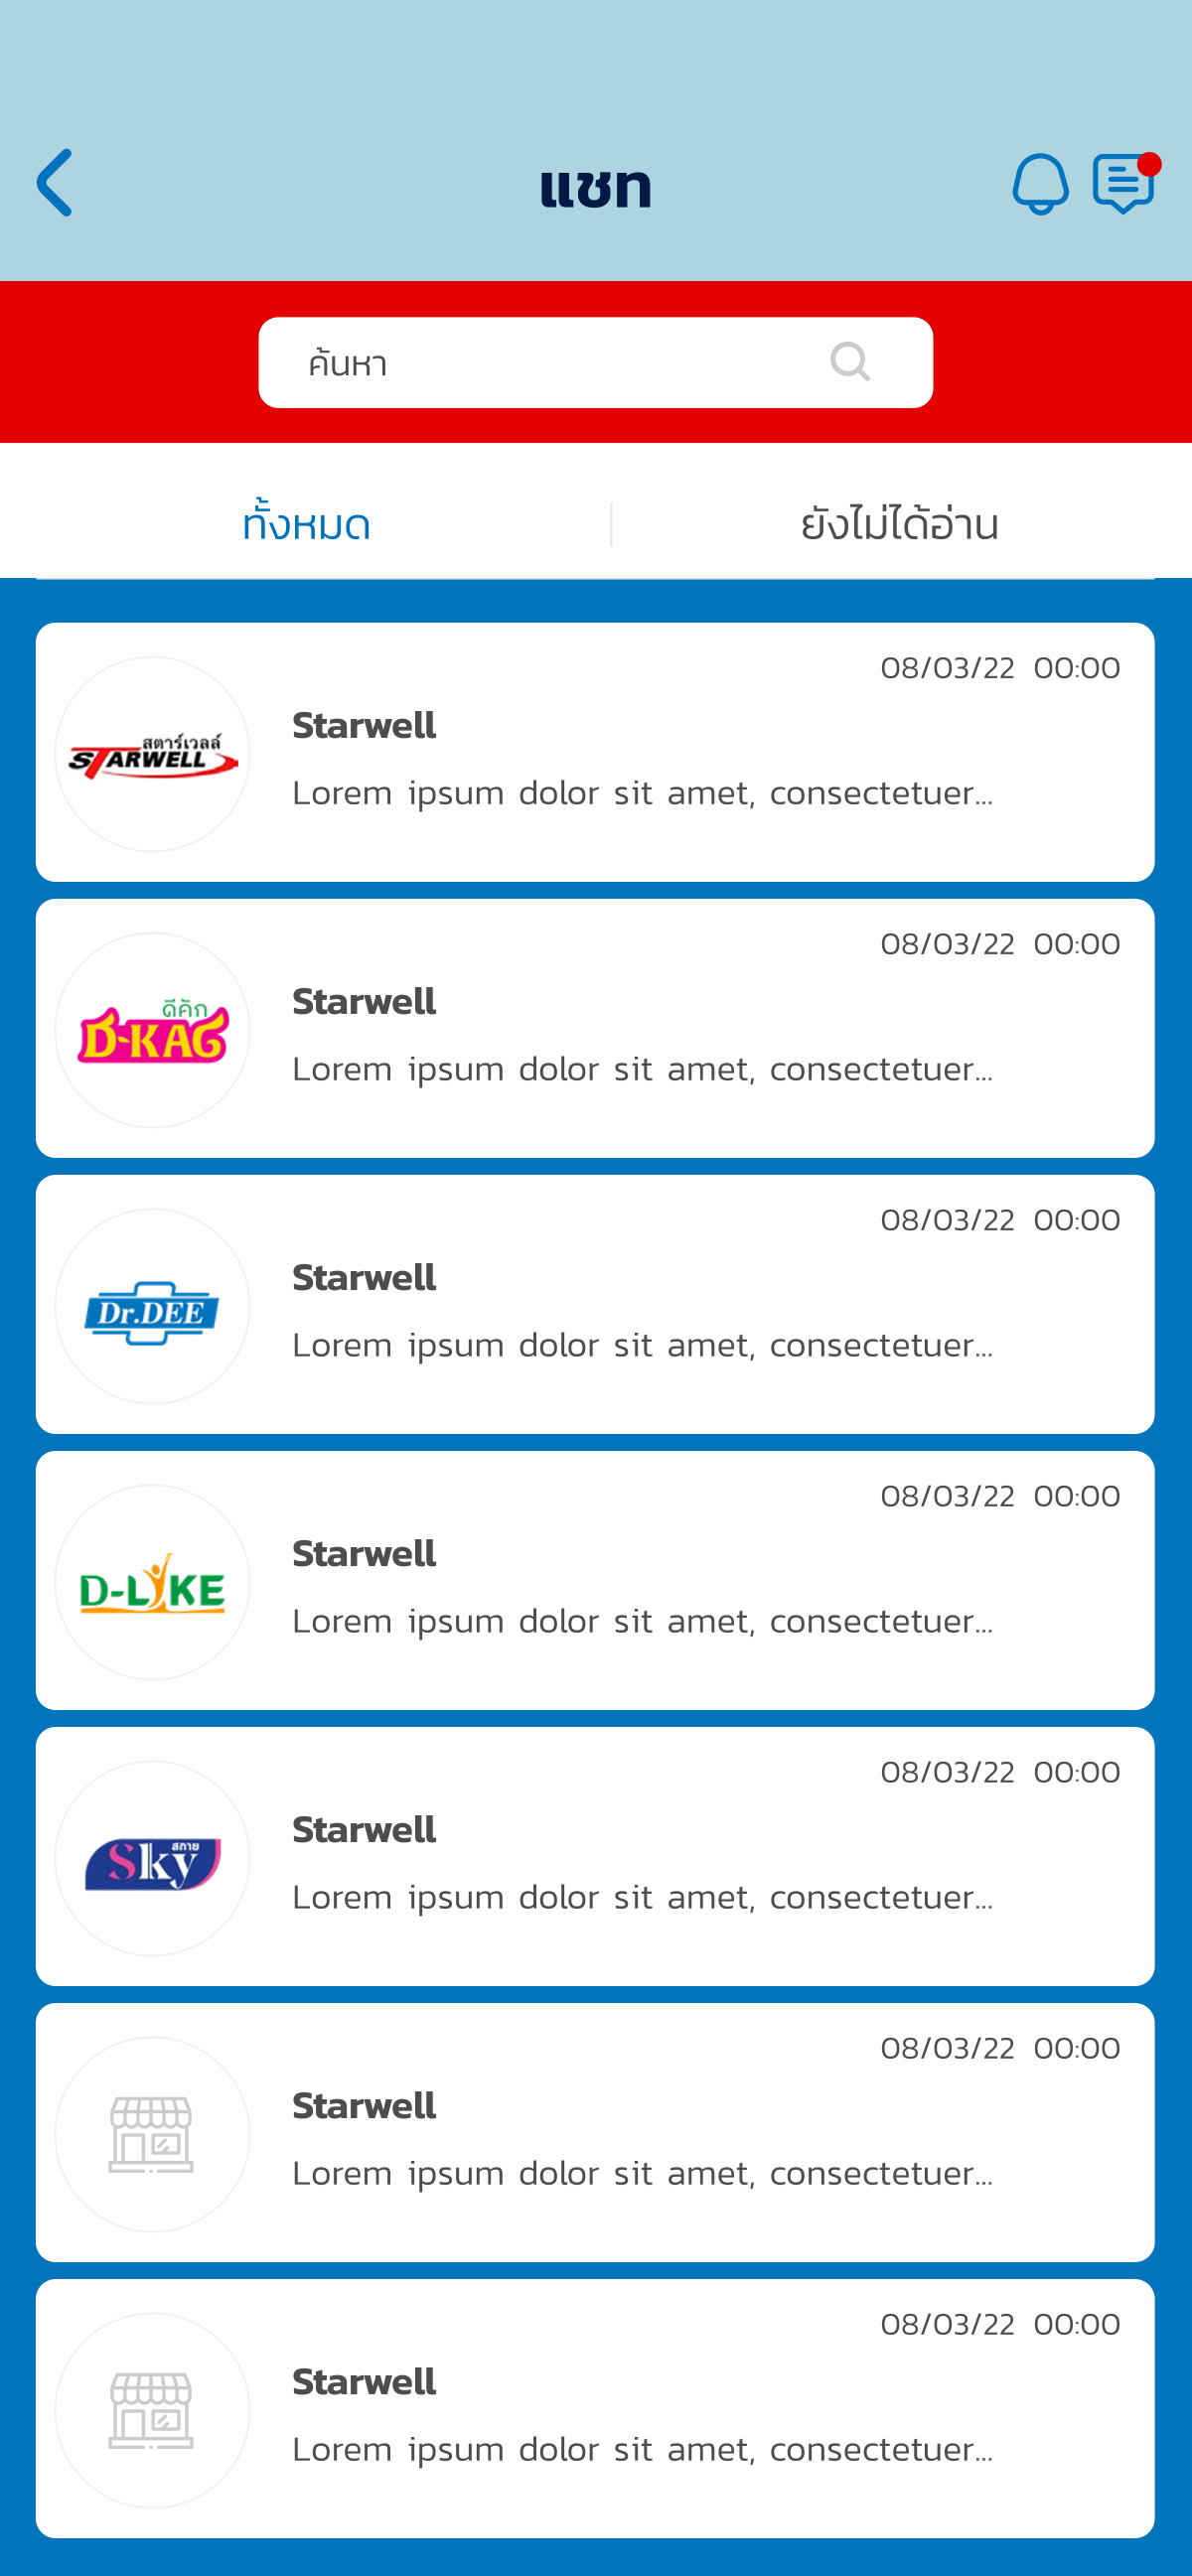 แชท
ค้นหา
ทั้งหมด
ยังไม่ได้อ่าน
08/03/22 00:00
สตาร์เวลล์
STARWELL
Starwell
Lorem ipsum dolor sit amet, consectetuer...
08/03/22 00:00
ดีคัก
D-KAC
Starwell
Lorem ipsum dolor sit amet, consectetuer...
08/03/22 00:00
Dr.DEE
Starwell
Lorem ipsum dolor sit amet, consectetuer...
08/03/22 00:00
D-LIKE
Starwell
Lorem ipsum dolor sit amet, consectetuer...
08/03/22 00:00
สกาย
Sky
Starwell
Lorem ipsum dolor sit amet, consectetuer...
08/03/22 00:00
Starwell
Lorem ipsum dolor sit amet, consectetuer...
08/03/22 00:00
Starwell
Lorem ipsum dolor sit amet, consectetuer...